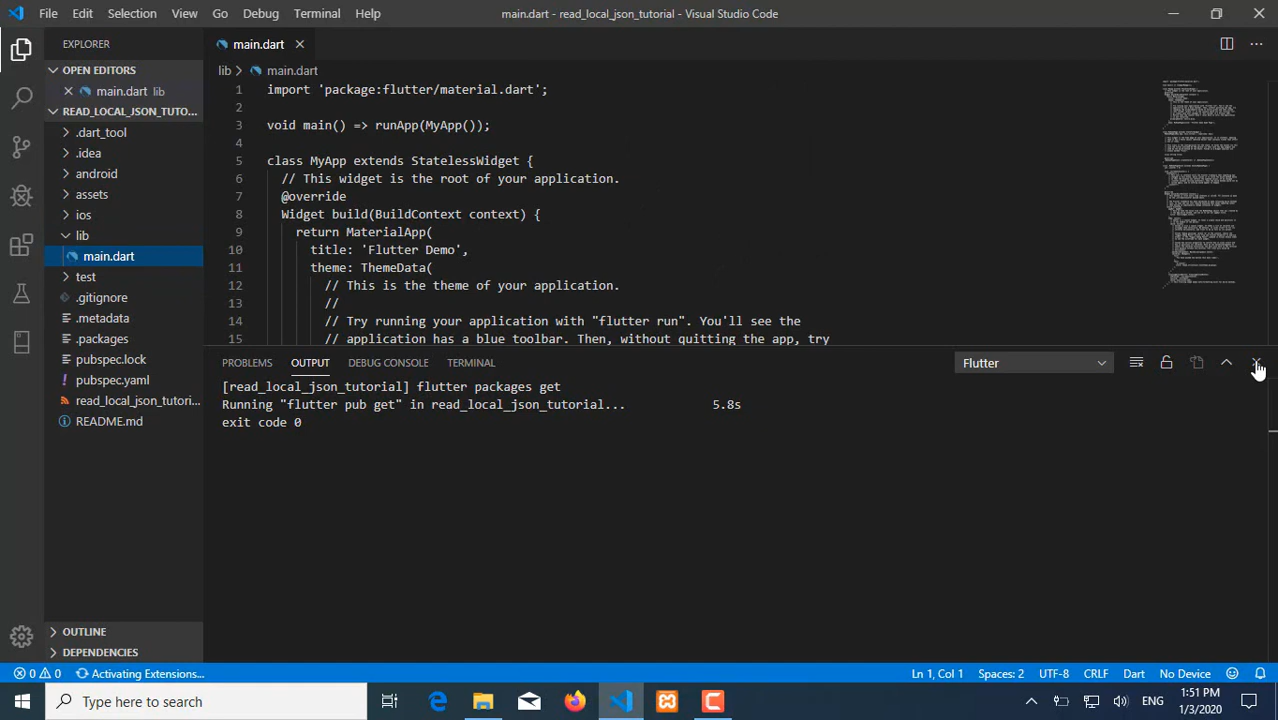 File Edit Selection View Go Debug Terminal Help
main.dart - read_local_json_tutorial - Visual Studio Code
EXPLORER
main.dart
OPEN EDITORS
main.dart lib
READ_LOCAL_JSON_TUTO...
.dart_tool
.idea
android
assets
ios
lib
main.dart
test
.gitignore
.metadata
.packages
pubspec.lock
pubspec.yaml
read_local_json_tutori...
README.md
OUTLINE
DEPENDENCIES
lib > main.dart
1 import 'package:flutter/material.dart';
2
3 void main() => runApp(MyApp());
4
5 class MyApp extends StatelessWidget {
6 // This widget is the root of your application.
7 @override
8 Widget build(BuildContext context) {
9 return MaterialApp(
10 title: 'Flutter Demo',
11 theme: ThemeData(
12 // This is the theme of your application.
13 //
14 // Try running your application with "flutter run". You'll see the
15 // application has a blue toolbar. Then, without quitting the app, try
PROBLEMS OUTPUT DEBUG CONSOLE TERMINAL
Flutter
[read_local_json_tutorial] flutter packages get
Running "flutter pub get" in read_local_json_tutorial... 5.8s
exit code 0
0 0 Activating Extensions...
Ln 1, Col 1 Spaces: 2 UTF-8 CRLF Dart No Device
Type here to search
ENG
1:51 PM
1/3/2020